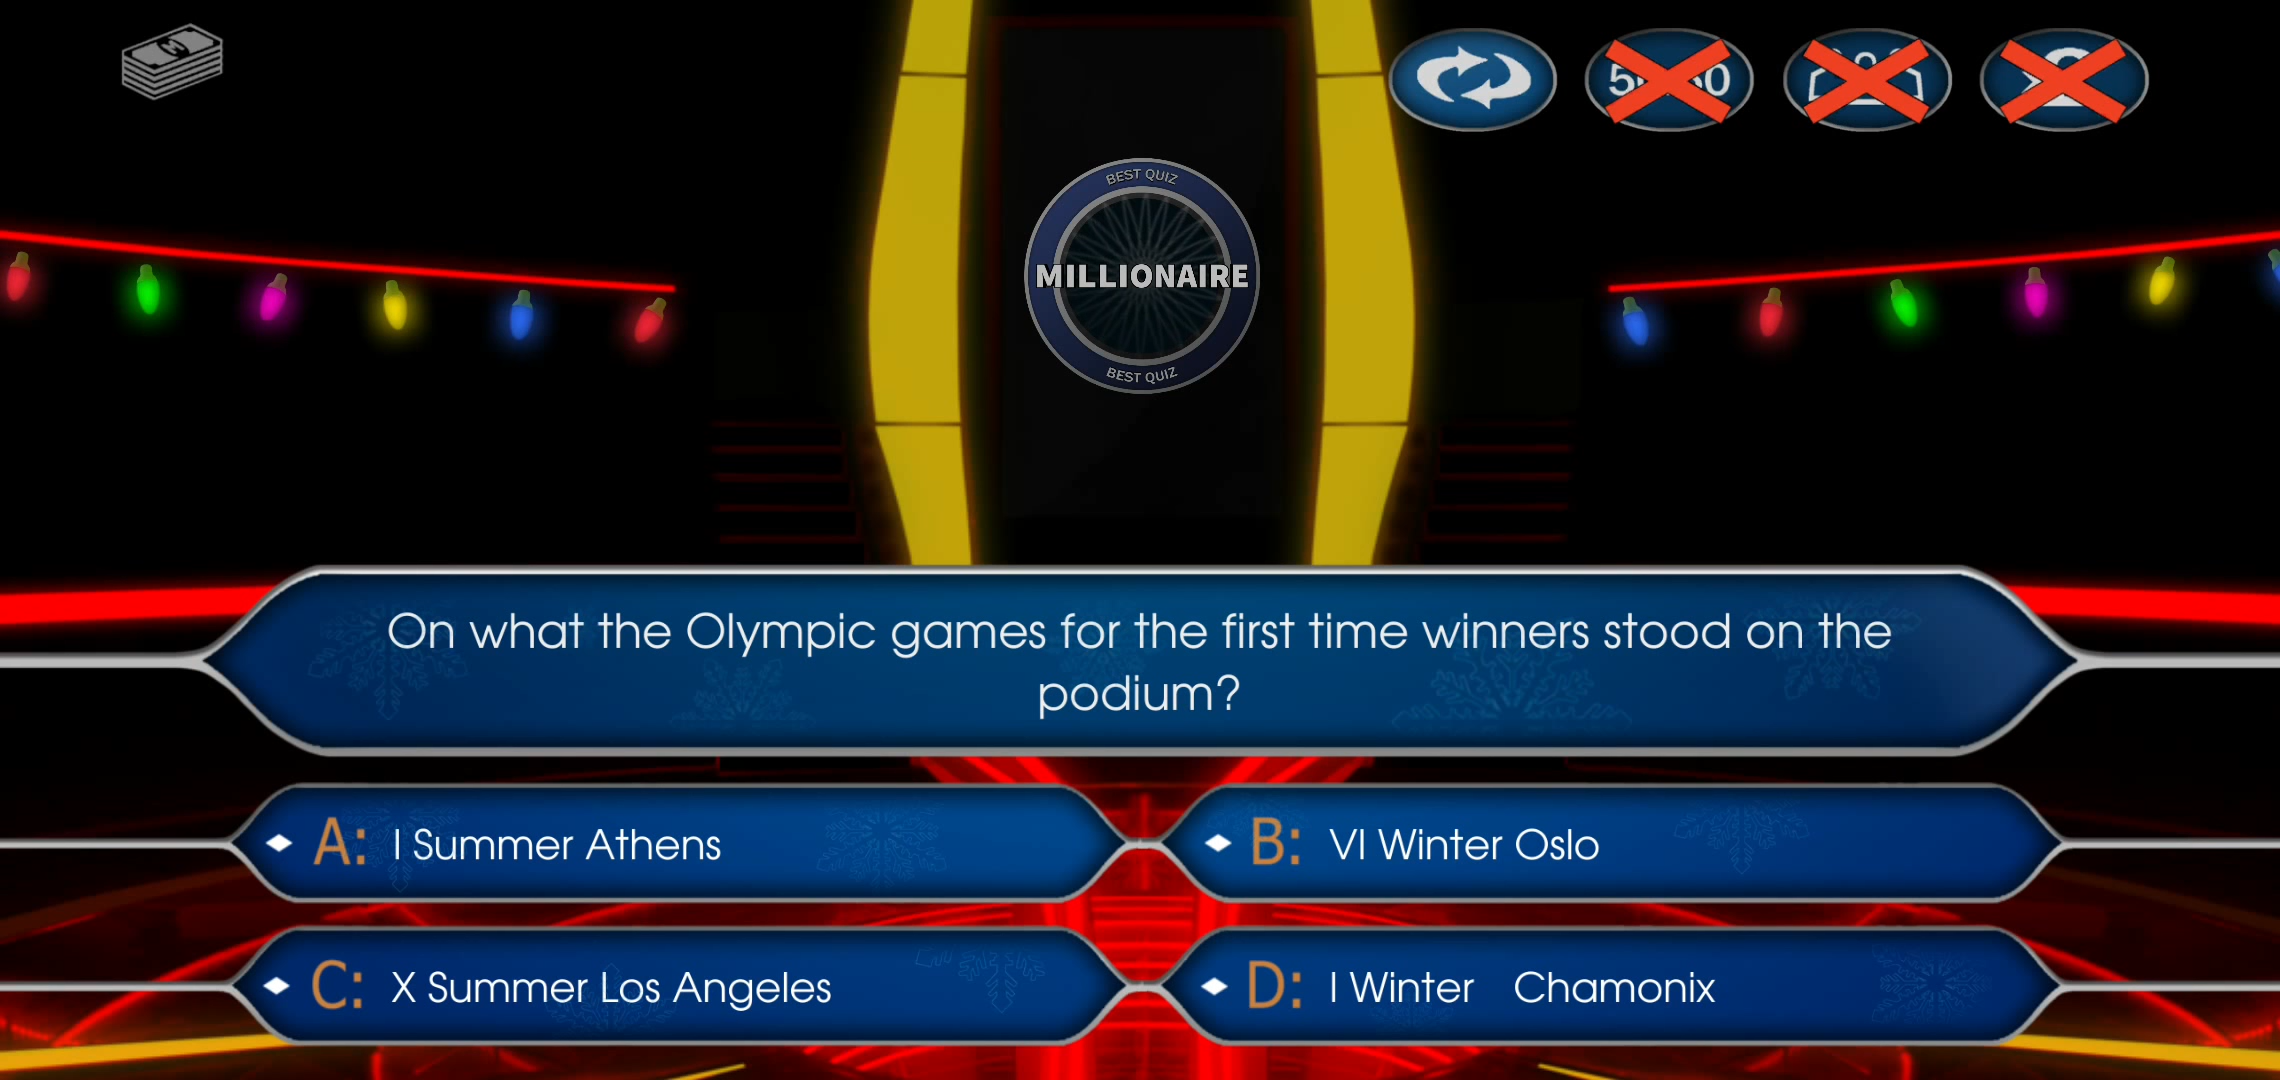 BEST QUIZ
MILLIONAIRE
BEST QUIZ
On what the Olympic games for the first time winners stood on the
podium?
A: I Summer Athens
B: VI Winter Oslo
C: X Summer Los Angeles
D: I Winter Chamonix